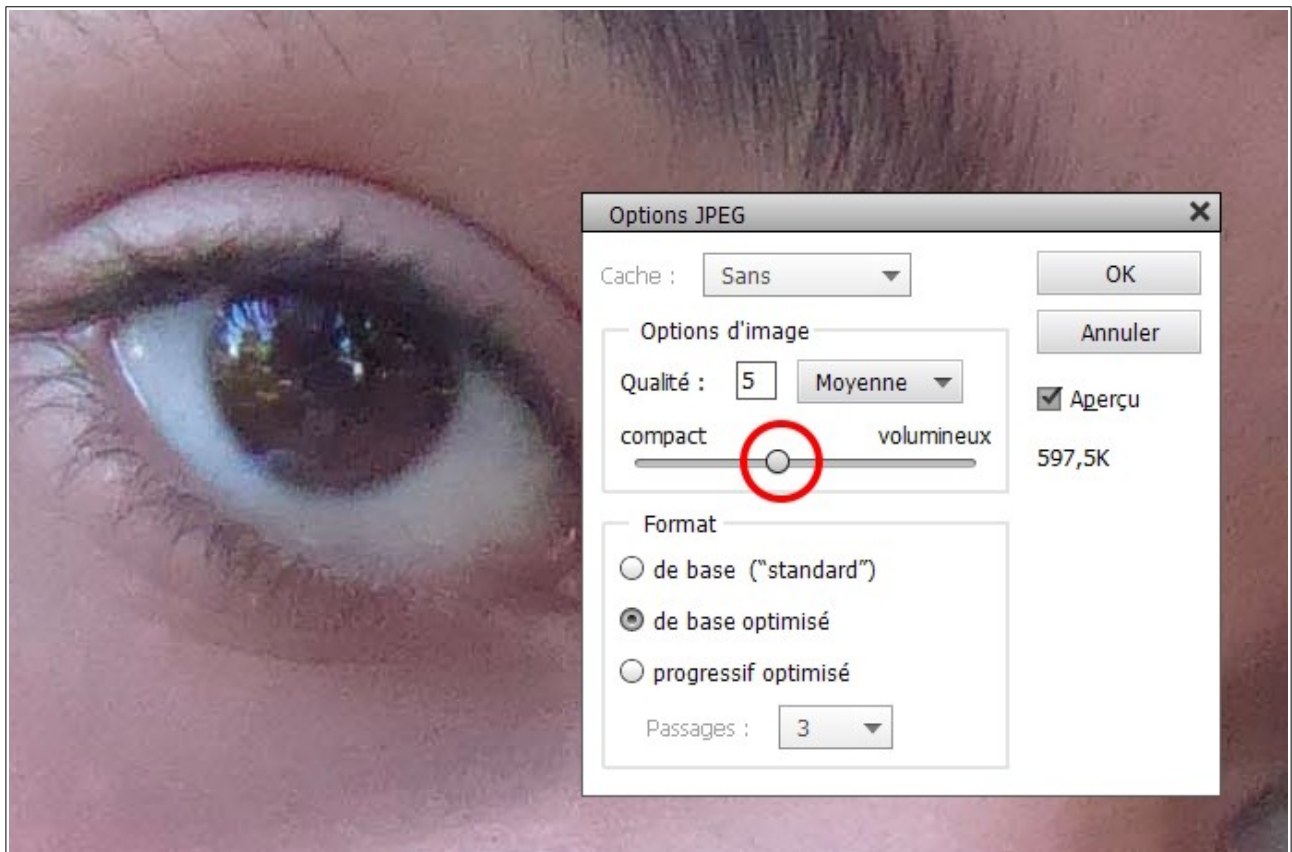 Options JPEG
Cache : Sans
OK
Options d'image
Annuler
Qualité : 5 Moyenne
Aperçu
compact volumineux
597,5K
Format
de base (“standard”)
de base optimisé
progressif optimisé
Passages : 3